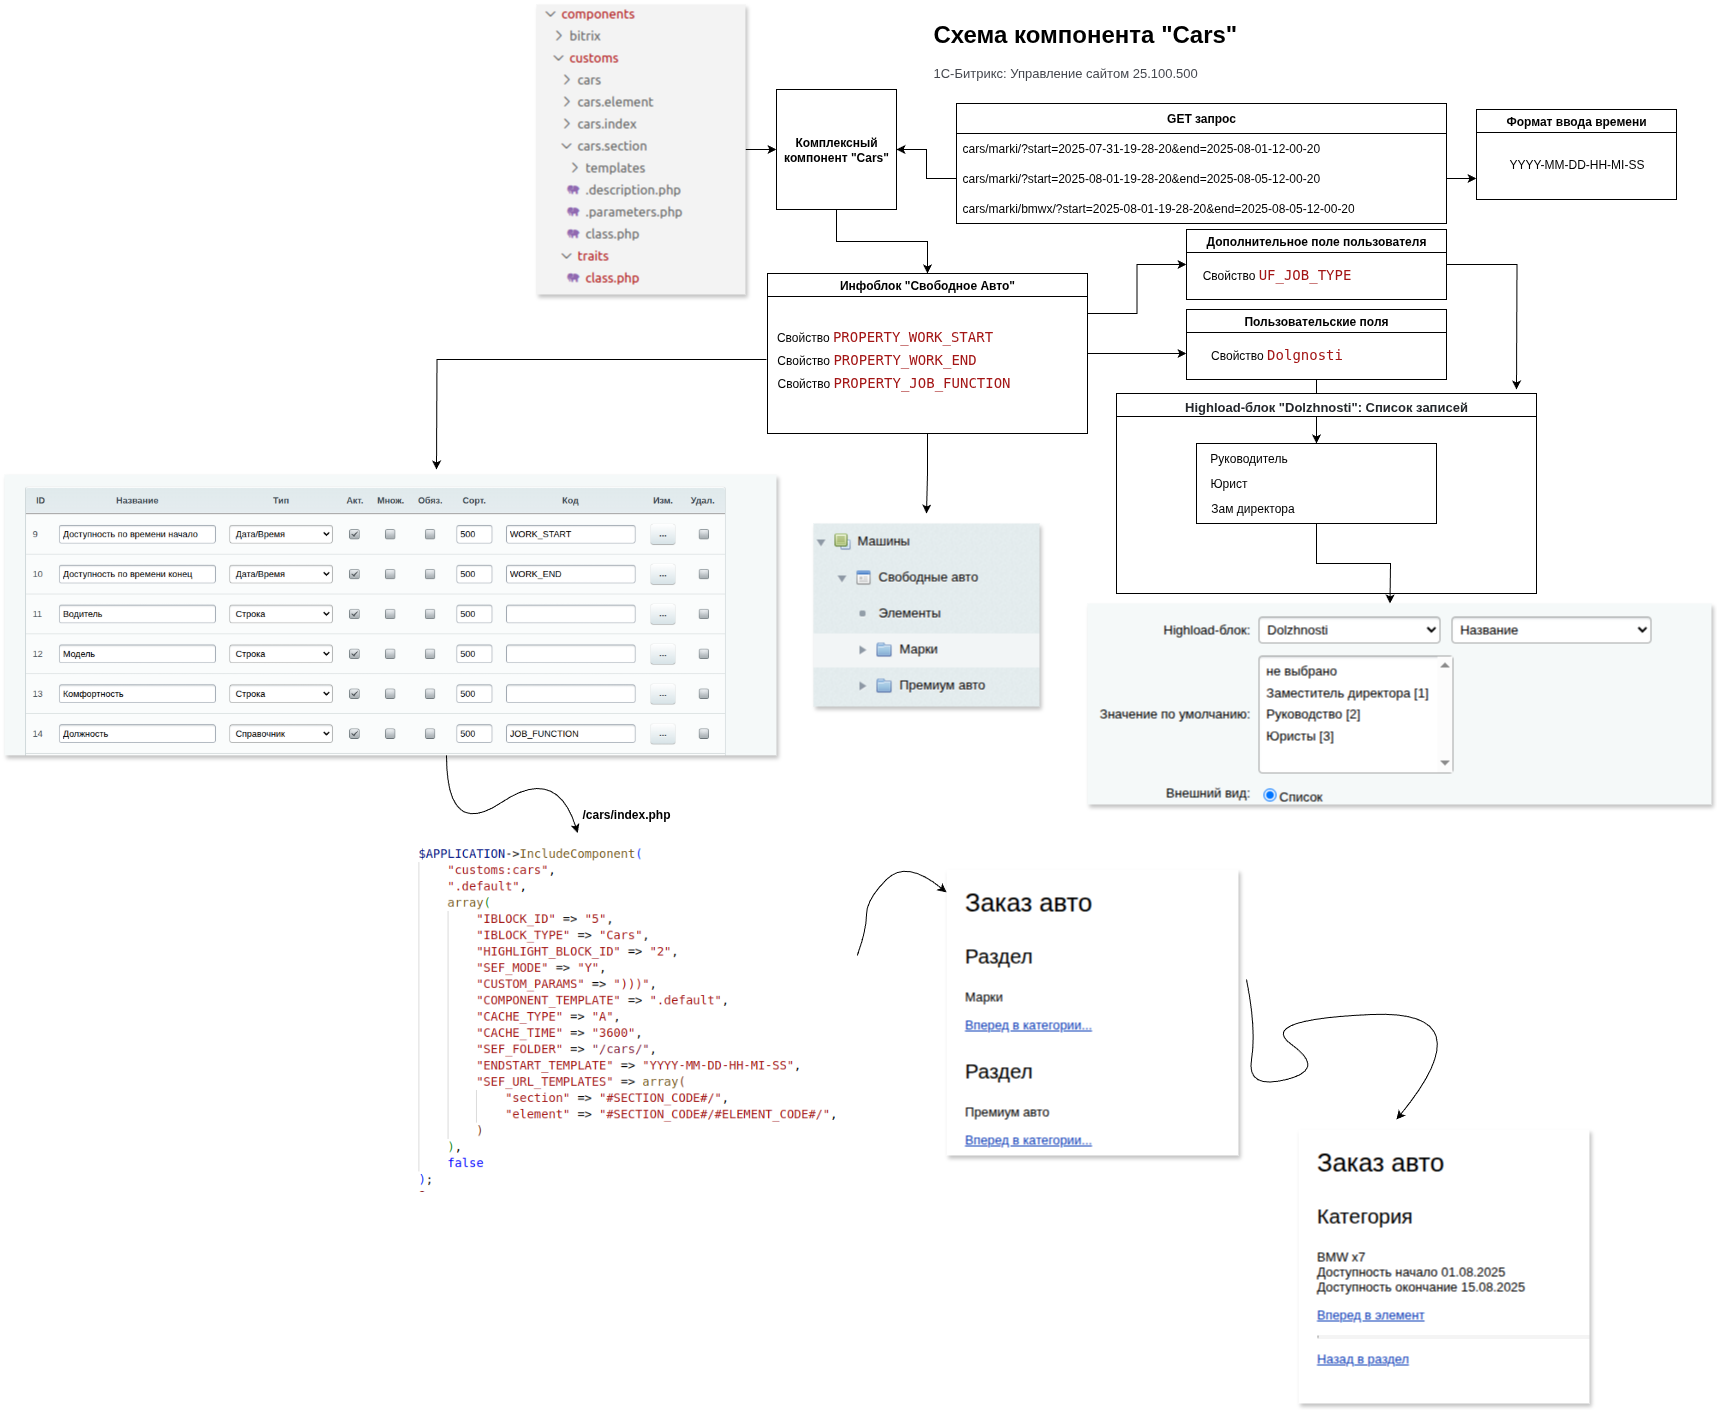 components
bitrix
customs
cars
cars.element
cars.index
cars.section
templates
.description.php
.parameters.php
class.php
traits
class.php
Схема компонента "Cars"
1С-Битрикс: Управление сайтом 25.100.500
Комплексный
компонент "Cars"
GET запрос
cars/marki/?start=2025-07-31-19-28-20&end=2025-08-01-12-00-20
cars/marki/?start=2025-08-01-19-28-20&end=2025-08-05-12-00-20
cars/marki/bmwx/?start=2025-08-01-19-28-20&end=2025-08-05-12-00-20
Формат ввода времени
YYYY-MM-DD-HH-MI-SS
Дополнительное поле пользователя
Свойство UF_JOB_TYPE
Инфоблок "Свободное Авто"
Свойство PROPERTY_WORK_START
Свойство PROPERTY_WORK_END
Свойство PROPERTY_JOB_FUNCTION
Пользовательские поля
Свойство Dolgnosti
Highload-блок "Dolzhnosti": Список записей
Руководитель
Юрист
Зам директора
ID Название Тип Акт. Множ. Обяз. Сорт. Код Изм. Удал.
9 Доступность по времени начало Дата/Время 500 WORK_START ...
10 Доступность по времени конец Дата/Время 500 WORK_END ...
11 Водитель Строка 500 ...
12 Модель Строка 500 ...
13 Комфортность Строка 500 ...
14 Должность Справочник 500 JOB_FUNCTION ...
Машины
Свободные авто
Элементы
Марки
Премиум авто
Highload-блок: Dolzhnosti Название
не выбрано
Заместитель директора [1]
Значение по умолчанию: Руководство [2]
Юристы [3]
Внешний вид: Список
/cars/index.php
$APPLICATION->IncludeComponent(
"customs:cars",
".default",
array(
"IBLOCK_ID" => "5",
"IBLOCK_TYPE" => "Cars",
"HIGHLIGHT_BLOCK_ID" => "2",
"SEF_MODE" => "Y",
"CUSTOM_PARAMS" => ")))",
"COMPONENT_TEMPLATE" => ".default",
"CACHE_TYPE" => "A",
"CACHE_TIME" => "3600",
"SEF_FOLDER" => "/cars/",
"ENDSTART_TEMPLATE" => "YYYY-MM-DD-HH-MI-SS",
"SEF_URL_TEMPLATES" => array(
"section" => "#SECTION_CODE#/",
"element" => "#SECTION_CODE#/#ELEMENT_CODE#/",
)
),
false
);
Заказ авто
Раздел
Марки
Вперед в категории...
Раздел
Премиум авто
Вперед в категории...
Заказ авто
Категория
BMW x7
Доступность начало 01.08.2025
Доступность окончание 15.08.2025
Вперед в элемент
Назад в раздел